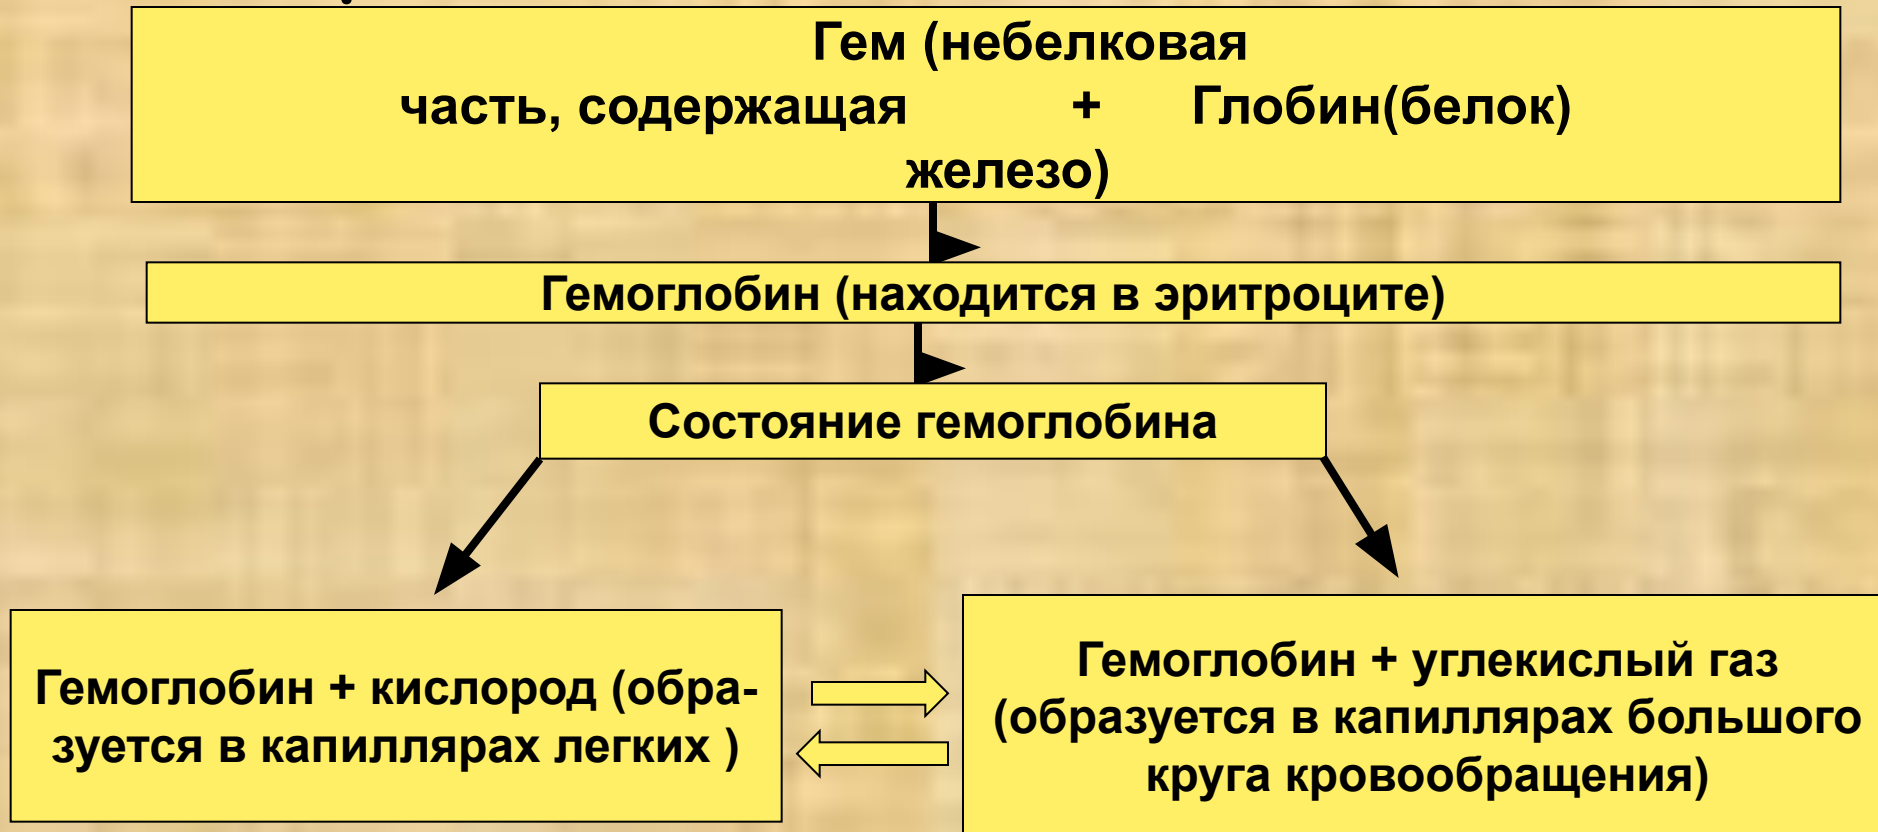 Гем (небелковая
часть, содержащая + Глобин(белок)
железо)
Гемоглобин (находится в эритроците)
Состояние гемоглобина
Гемоглобин + кислород (обра-
зуется в капиллярах легких )
Гемоглобин + углекислый газ
(образуется в капиллярах большого
круга кровообращения)